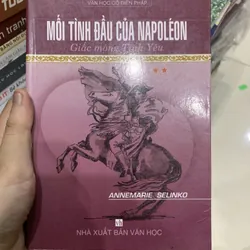 VĂN HỌC CỔ ĐIỂN PHÁP
MỐI TÌNH ĐẦU CỦA NAPOLÉON
Giấc mộng Tình Yêu
ANNEMARIE SELINKO
NHÀ XUẤT BẢN VĂN HỌC